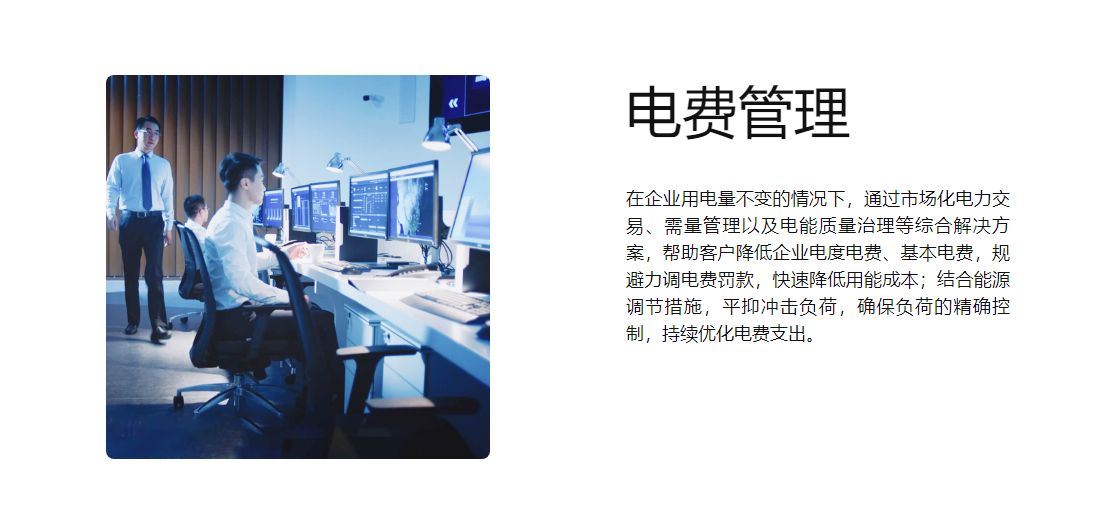 电费管理
在企业用电量不变的情况下，通过市场化电力交
易、需量管理以及电能质量治理等综合解决方
案，帮助客户降低企业电度电费、基本电费，规
避力调电费罚款，快速降低用能成本；结合能源
调节措施，平抑冲击负荷，确保负荷的精确控
制，持续优化电费支出。